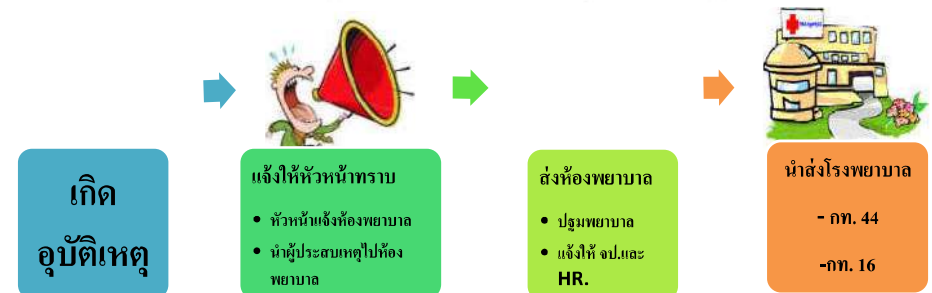 เกิด
อุบัติเหตุ
แจ้งให้หัวหน้าทราบ
• หัวหน้าแจ้งห้องพยาบาล
• นำผู้ประสบเหตุไปห้อง
พยาบาล
ส่งห้องพยาบาล
• ปฐมพยาบาล
• แจ้งให้ จป.และ
HR.
นำส่งโรงพยาบาล
- กท. 44
-กท. 16